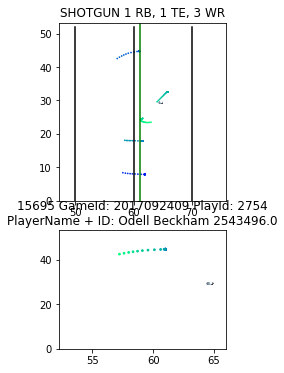 SHOTGUN 1 RB, 1 TE, 3 WR
50
40
30
20
10
0
50 60 70
15695 GameId: 2017092409 PlayId: 2754
PlayerName + ID: Odell Beckham 2543496.0
40
20
0
55 60 65